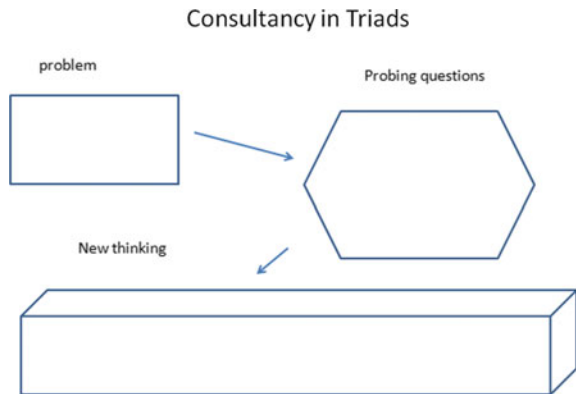 Consultancy in Triads
problem
Probing questions
New thinking